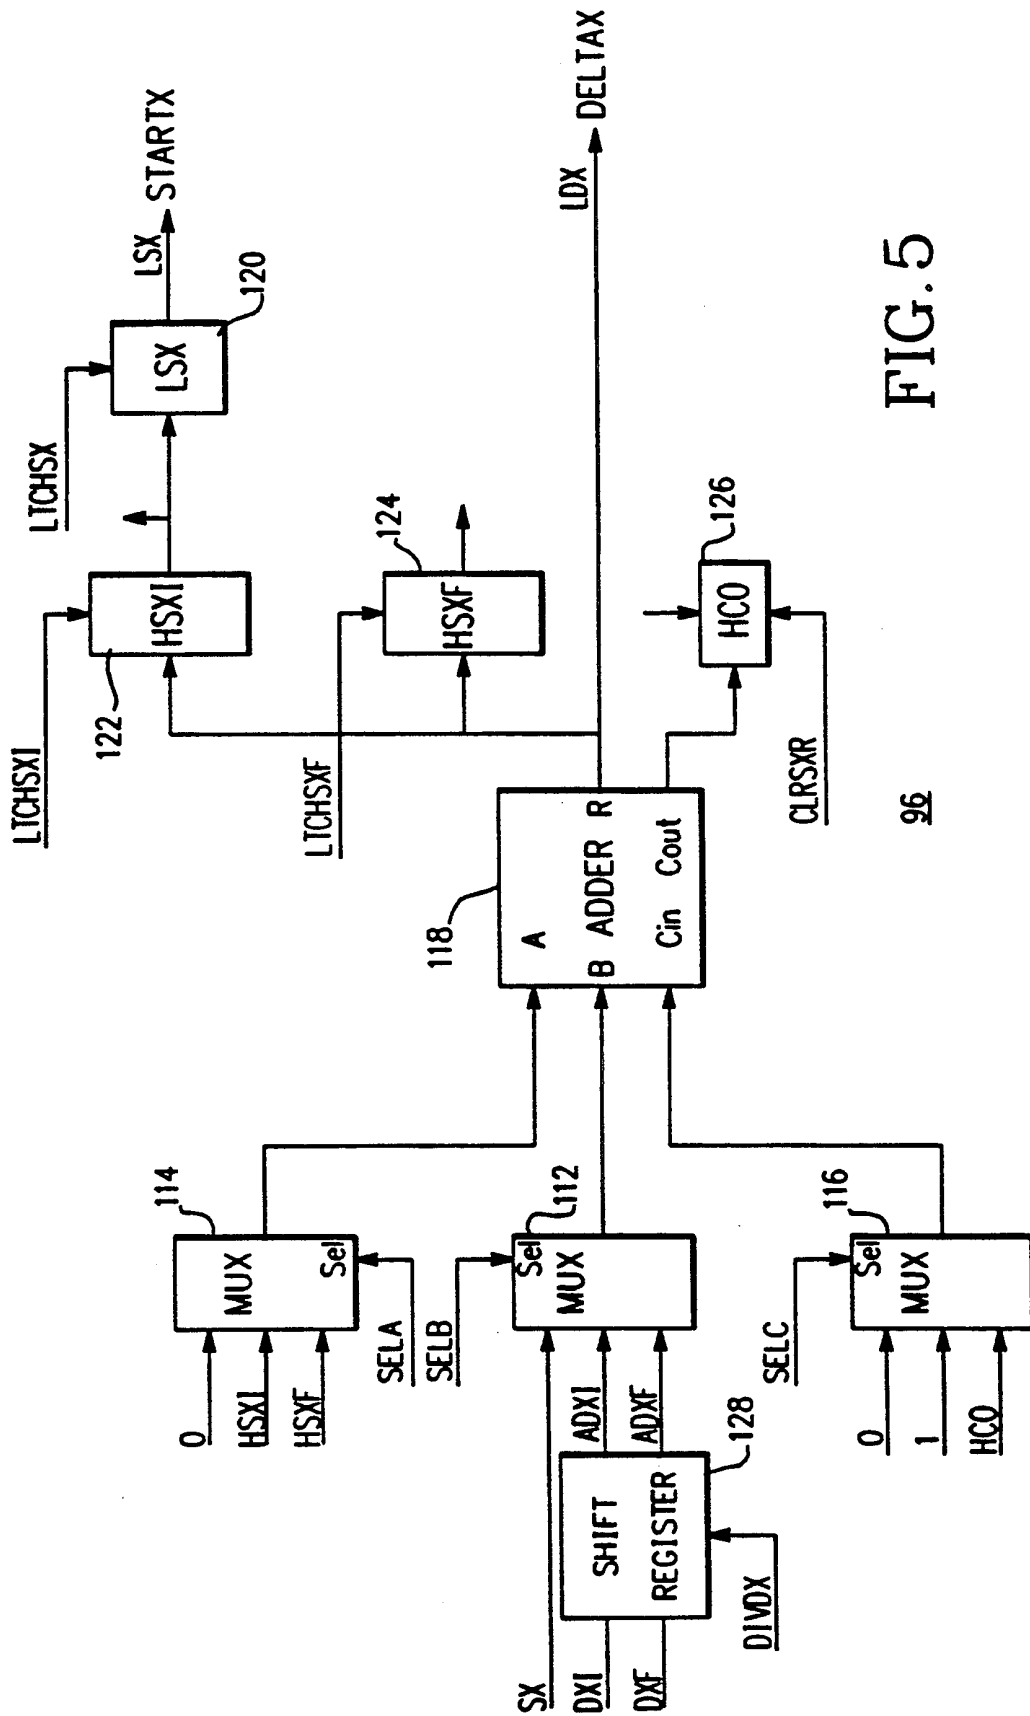 LTCHSXI
LTCHSX
122
HSXI
LSX
120
LSX
STARTX
LTCHSXF
124
HSXF
114
0
HSXI
HSXF
MUX
Sel
SELA
118
A
B ADDER R
Cin Cout
LDX
DELTAX
SELB
112
Sel
MUX
SX
DXI
DXF
SHIFT
REGISTER
ADXI
ADXF
128
DIVDX
126
HCO
CLRSXR
SELC
116
Sel
MUX
0
1
HCO
96
FIG. 5